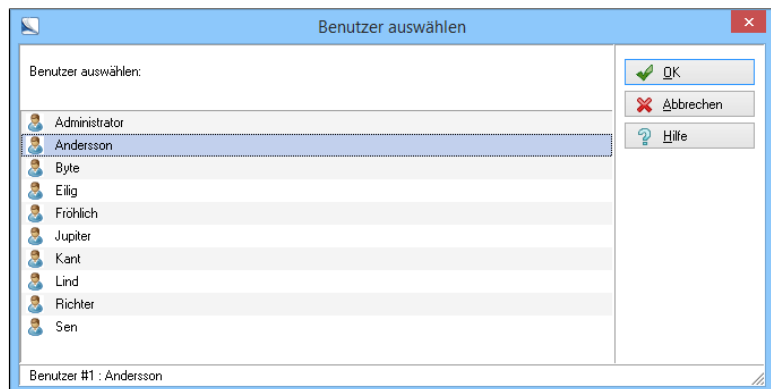 Benutzer auswählen
Benutzer auswählen:
OK
Abbrechen
Hilfe
Administrator
Andersson
Byte
Eilig
Fröhlich
Jupiter
Kant
Lind
Richter
Sen
Benutzer #1 : Andersson